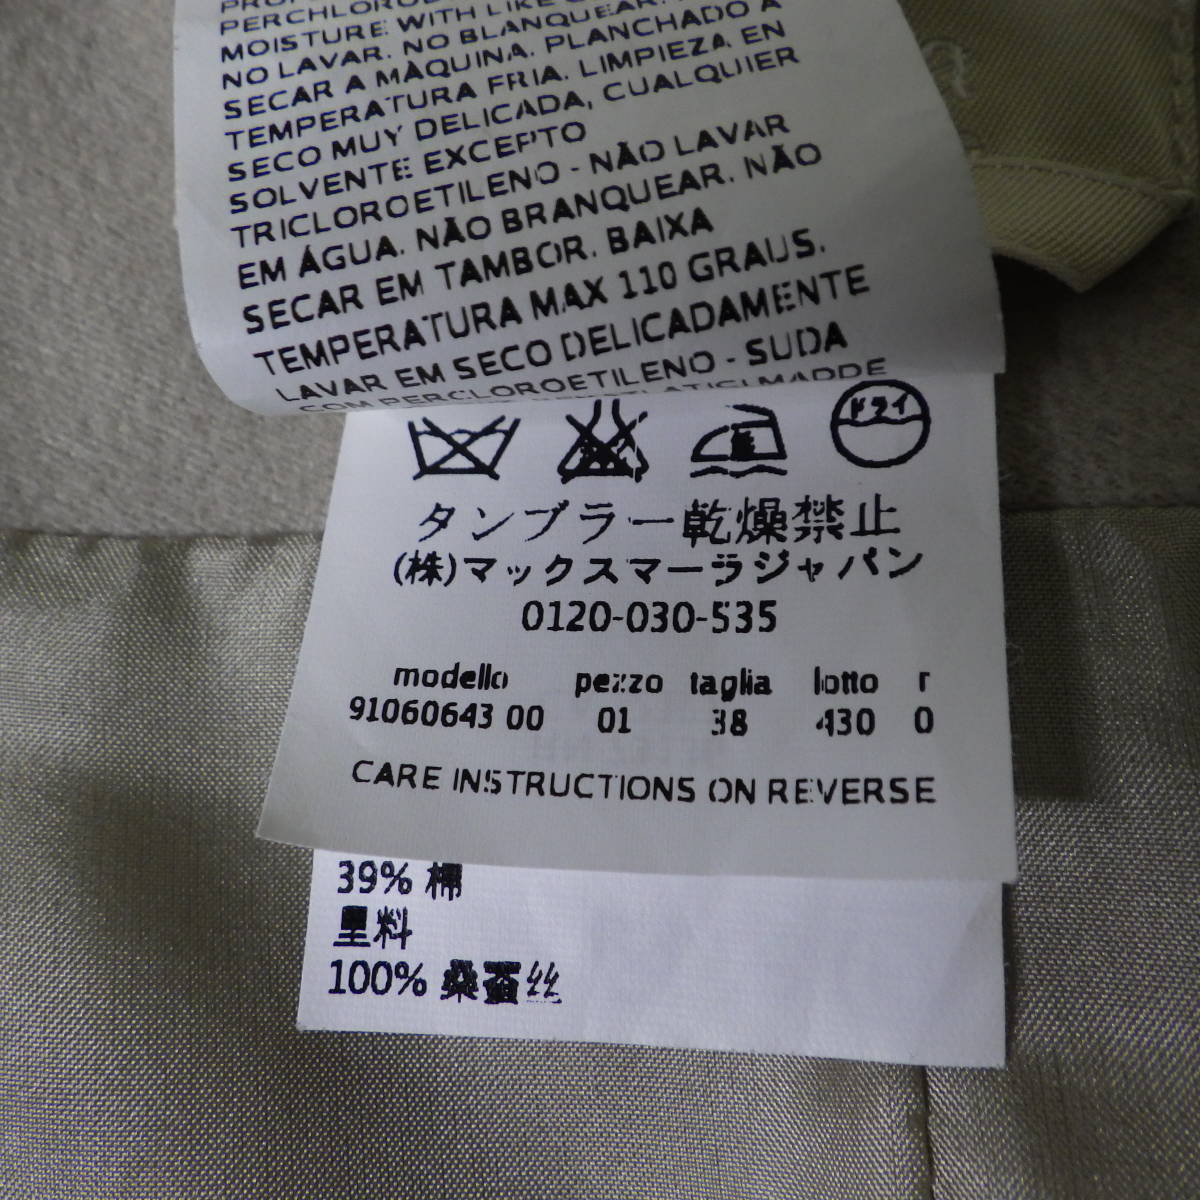 PERCHLOROE
MOISTURE WITH LIKE
NO LAVAR. NO BLANQUEAR.
SECAR A MÀQUINA. PLANCHADO A
TEMPERATURA FRIA. LIMPIEZA EN
SECO MUY DELICADA, CUALQUIER
SOLVENTE EXCEPTO
TRICLOROETILENO - NÃO LAVAR
EM ÁGUA. NÃO BRANQUEAR. NÃO
SECAR EM TAMBOR. BAIXA
TEMPERATURA MAX 110 GRAUS.
LAVAR EM SECO DELICADAMENTE
COM PERCLOROETILENO - SUDA
ドライ
タンブラー乾燥禁止
(株)マックスマーラジャパン
0120-030-535
modello pezzo taglia lotto r
91060643 00 01 38 430 0
CARE INSTRUCTIONS ON REVERSE
39% 棉
里料
100% 桑蚕丝
a